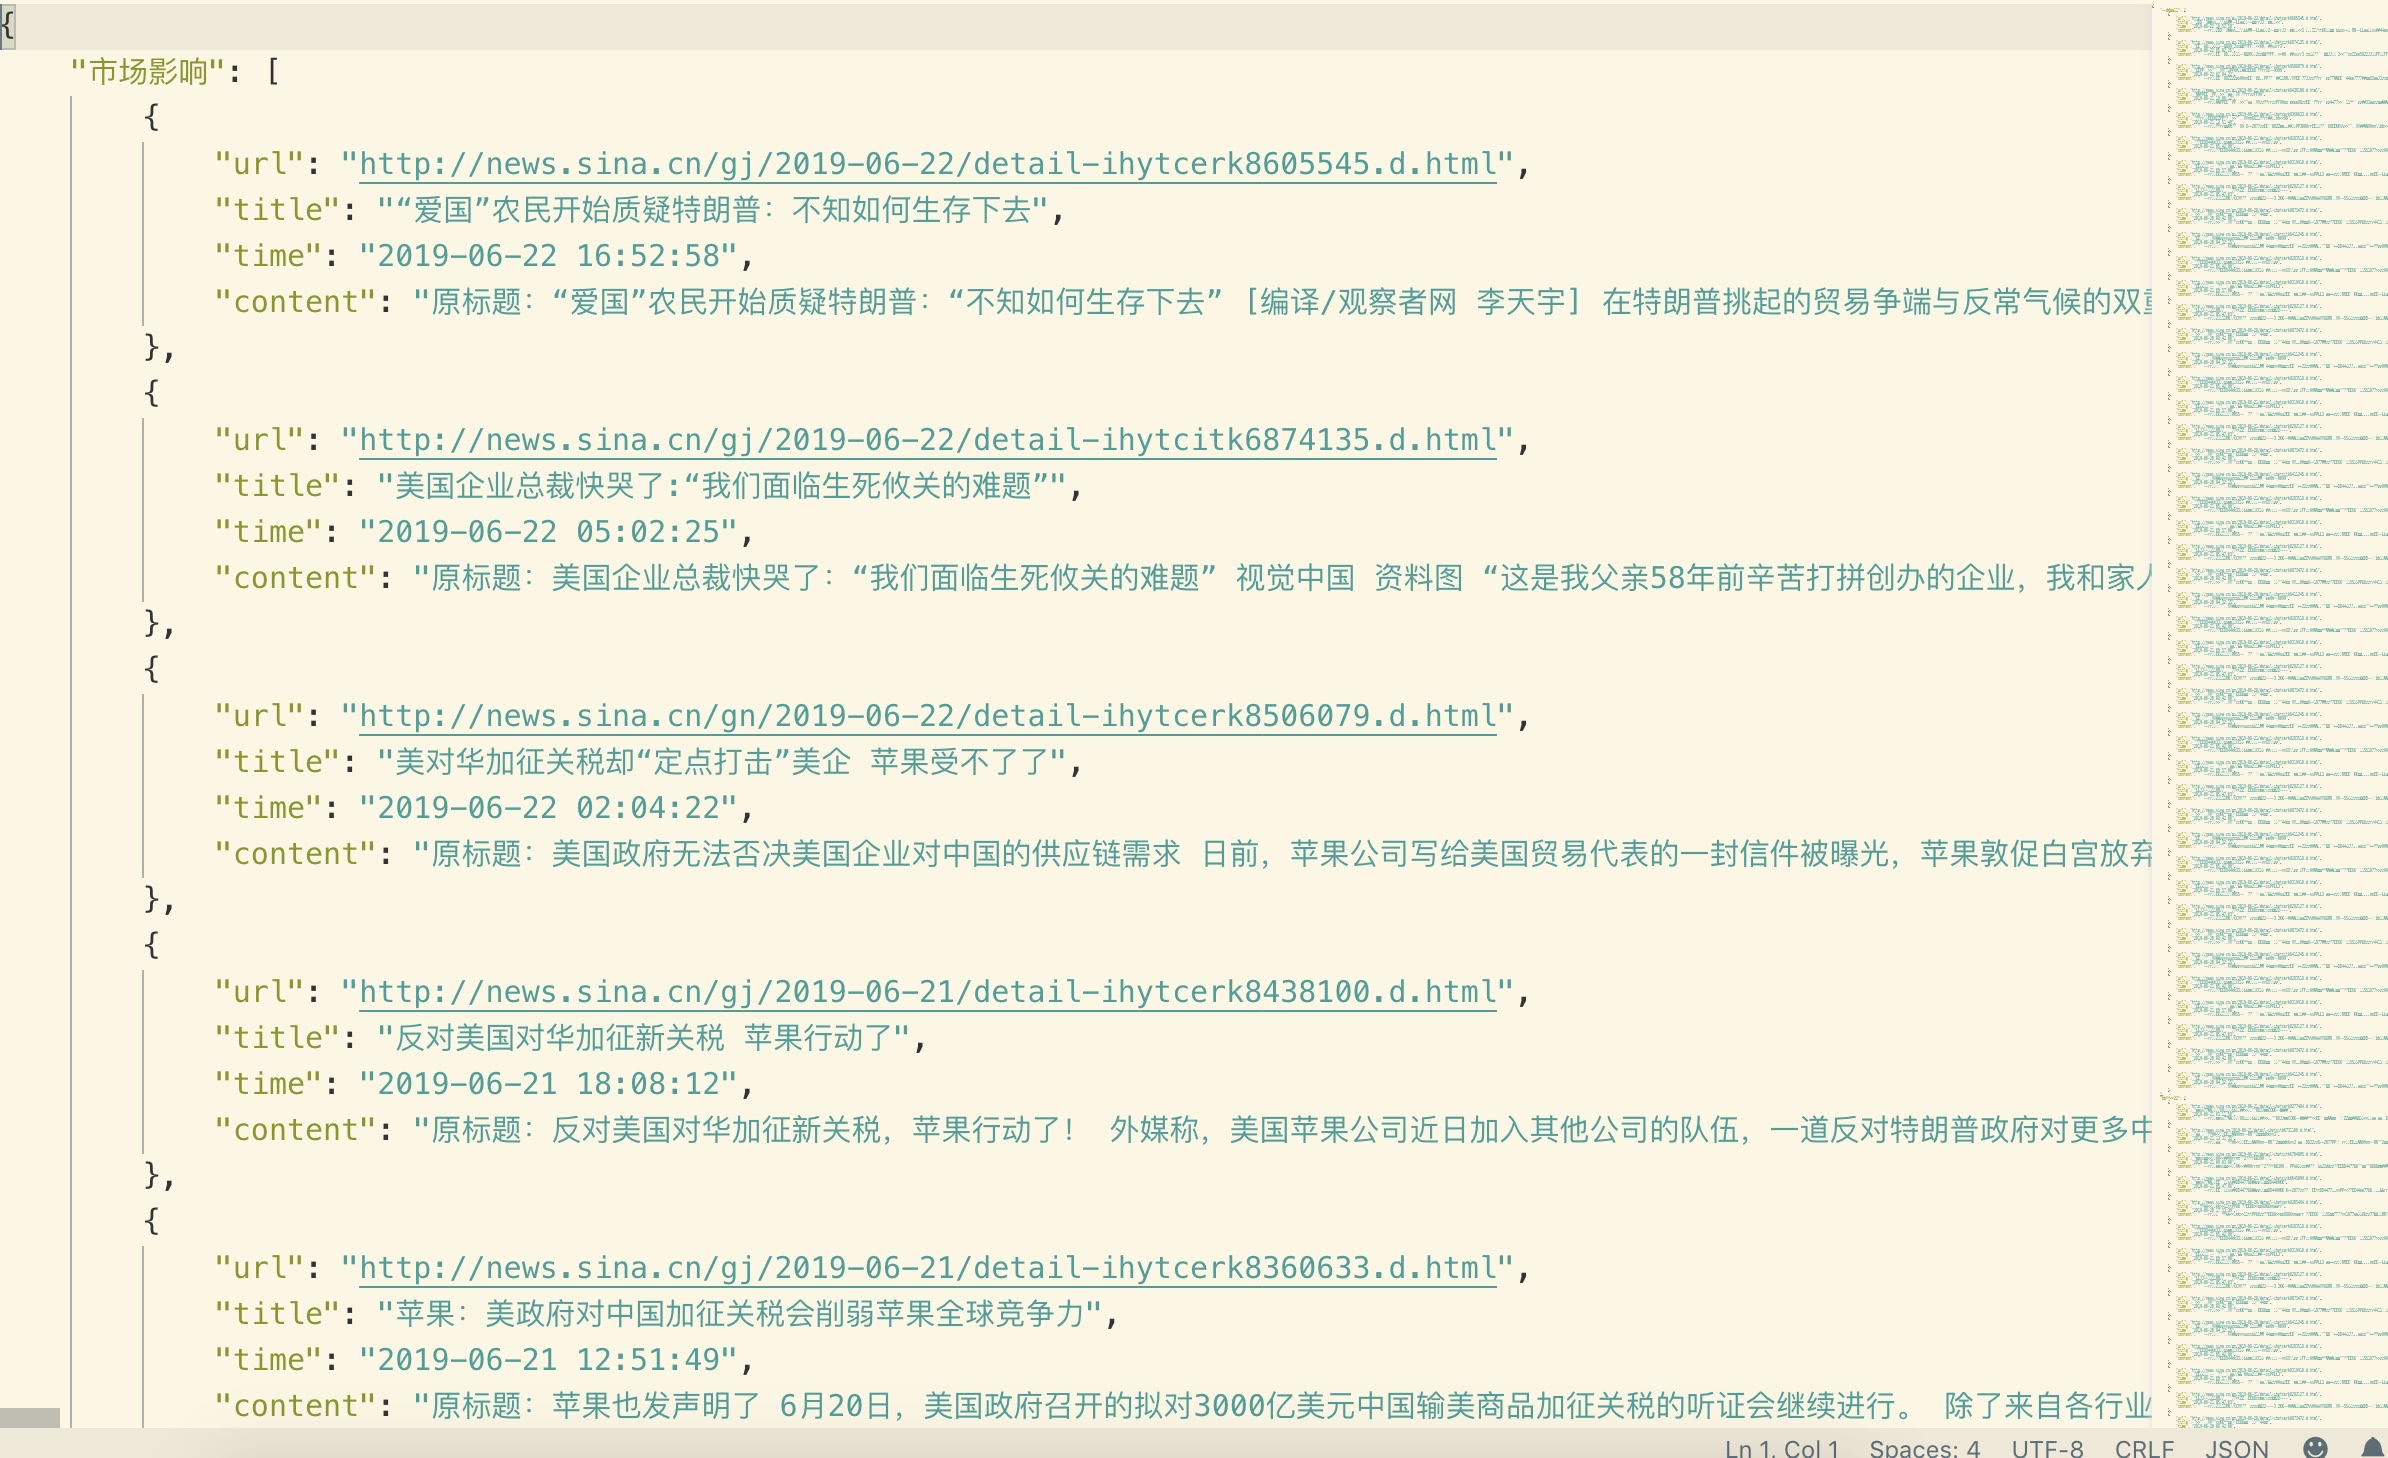 {
"市场影响": [
{
"url": "http://news.sina.cn/gj/2019-06-22/detail-ihytcerk8605545.d.html",
"title": "“爱国”农民开始质疑特朗普：不知如何生存下去",
"time": "2019-06-22 16:52:58",
"content": "原标题：“爱国”农民开始质疑特朗普：“不知如何生存下去” [编译/观察者网 李天宇] 在特朗普挑起的贸易争端与反常气候的双重
},
{
"url": "http://news.sina.cn/gj/2019-06-22/detail-ihytcitk6874135.d.html",
"title": "美国企业总裁快哭了:“我们面临生死攸关的难题”",
"time": "2019-06-22 05:02:25",
"content": "原标题：美国企业总裁快哭了：“我们面临生死攸关的难题” 视觉中国 资料图 “这是我父亲58年前辛苦打拼创办的企业，我和家人
},
{
"url": "http://news.sina.cn/gn/2019-06-22/detail-ihytcerk8506079.d.html",
"title": "美对华加征关税却“定点打击”美企 苹果受不了了",
"time": "2019-06-22 02:04:22",
"content": "原标题：美国政府无法否决美国企业对中国的供应链需求 日前，苹果公司写给美国贸易代表的一封信件被曝光，苹果敦促白宫放弃
},
{
"url": "http://news.sina.cn/gj/2019-06-21/detail-ihytcerk8438100.d.html",
"title": "反对美国对华加征新关税 苹果行动了",
"time": "2019-06-21 18:08:12",
"content": "原标题：反对美国对华加征新关税，苹果行动了！ 外媒称，美国苹果公司近日加入其他公司的队伍，一道反对特朗普政府对更多中
},
{
"url": "http://news.sina.cn/gj/2019-06-21/detail-ihytcerk8360633.d.html",
"title": "苹果：美政府对中国加征关税会削弱苹果全球竞争力",
"time": "2019-06-21 12:51:49",
"content": "原标题：苹果也发声明了 6月20日，美国政府召开的拟对3000亿美元中国输美商品加征关税的听证会继续进行。 除了来自各行业
Ln 1, Col 1 Spaces: 4 UTF-8 CRLF JSON